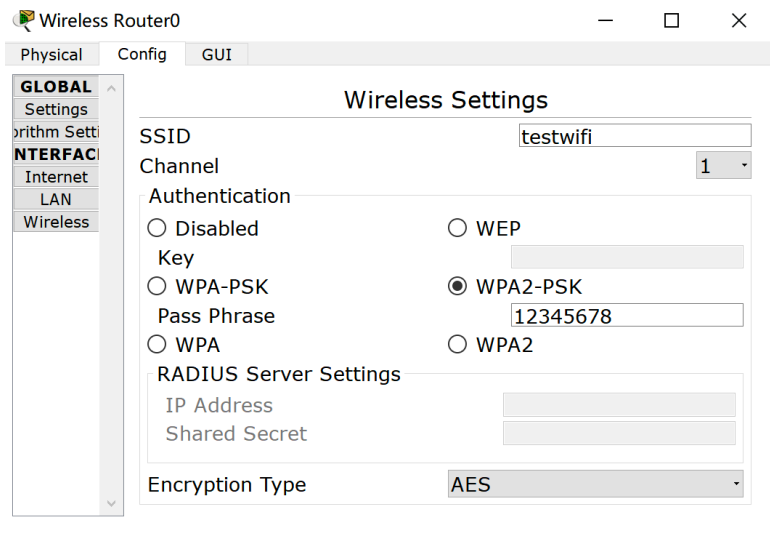 Wireless Router0
Physical Config GUI
GLOBAL
Settings
orithm Setti
NTERFACI
Internet
LAN
Wireless
Wireless Settings
SSID testwifi
Channel 1
Authentication
Disabled WEP
Key
WPA-PSK WPA2-PSK
Pass Phrase 12345678
WPA WPA2
RADIUS Server Settings
IP Address
Shared Secret
Encryption Type AES